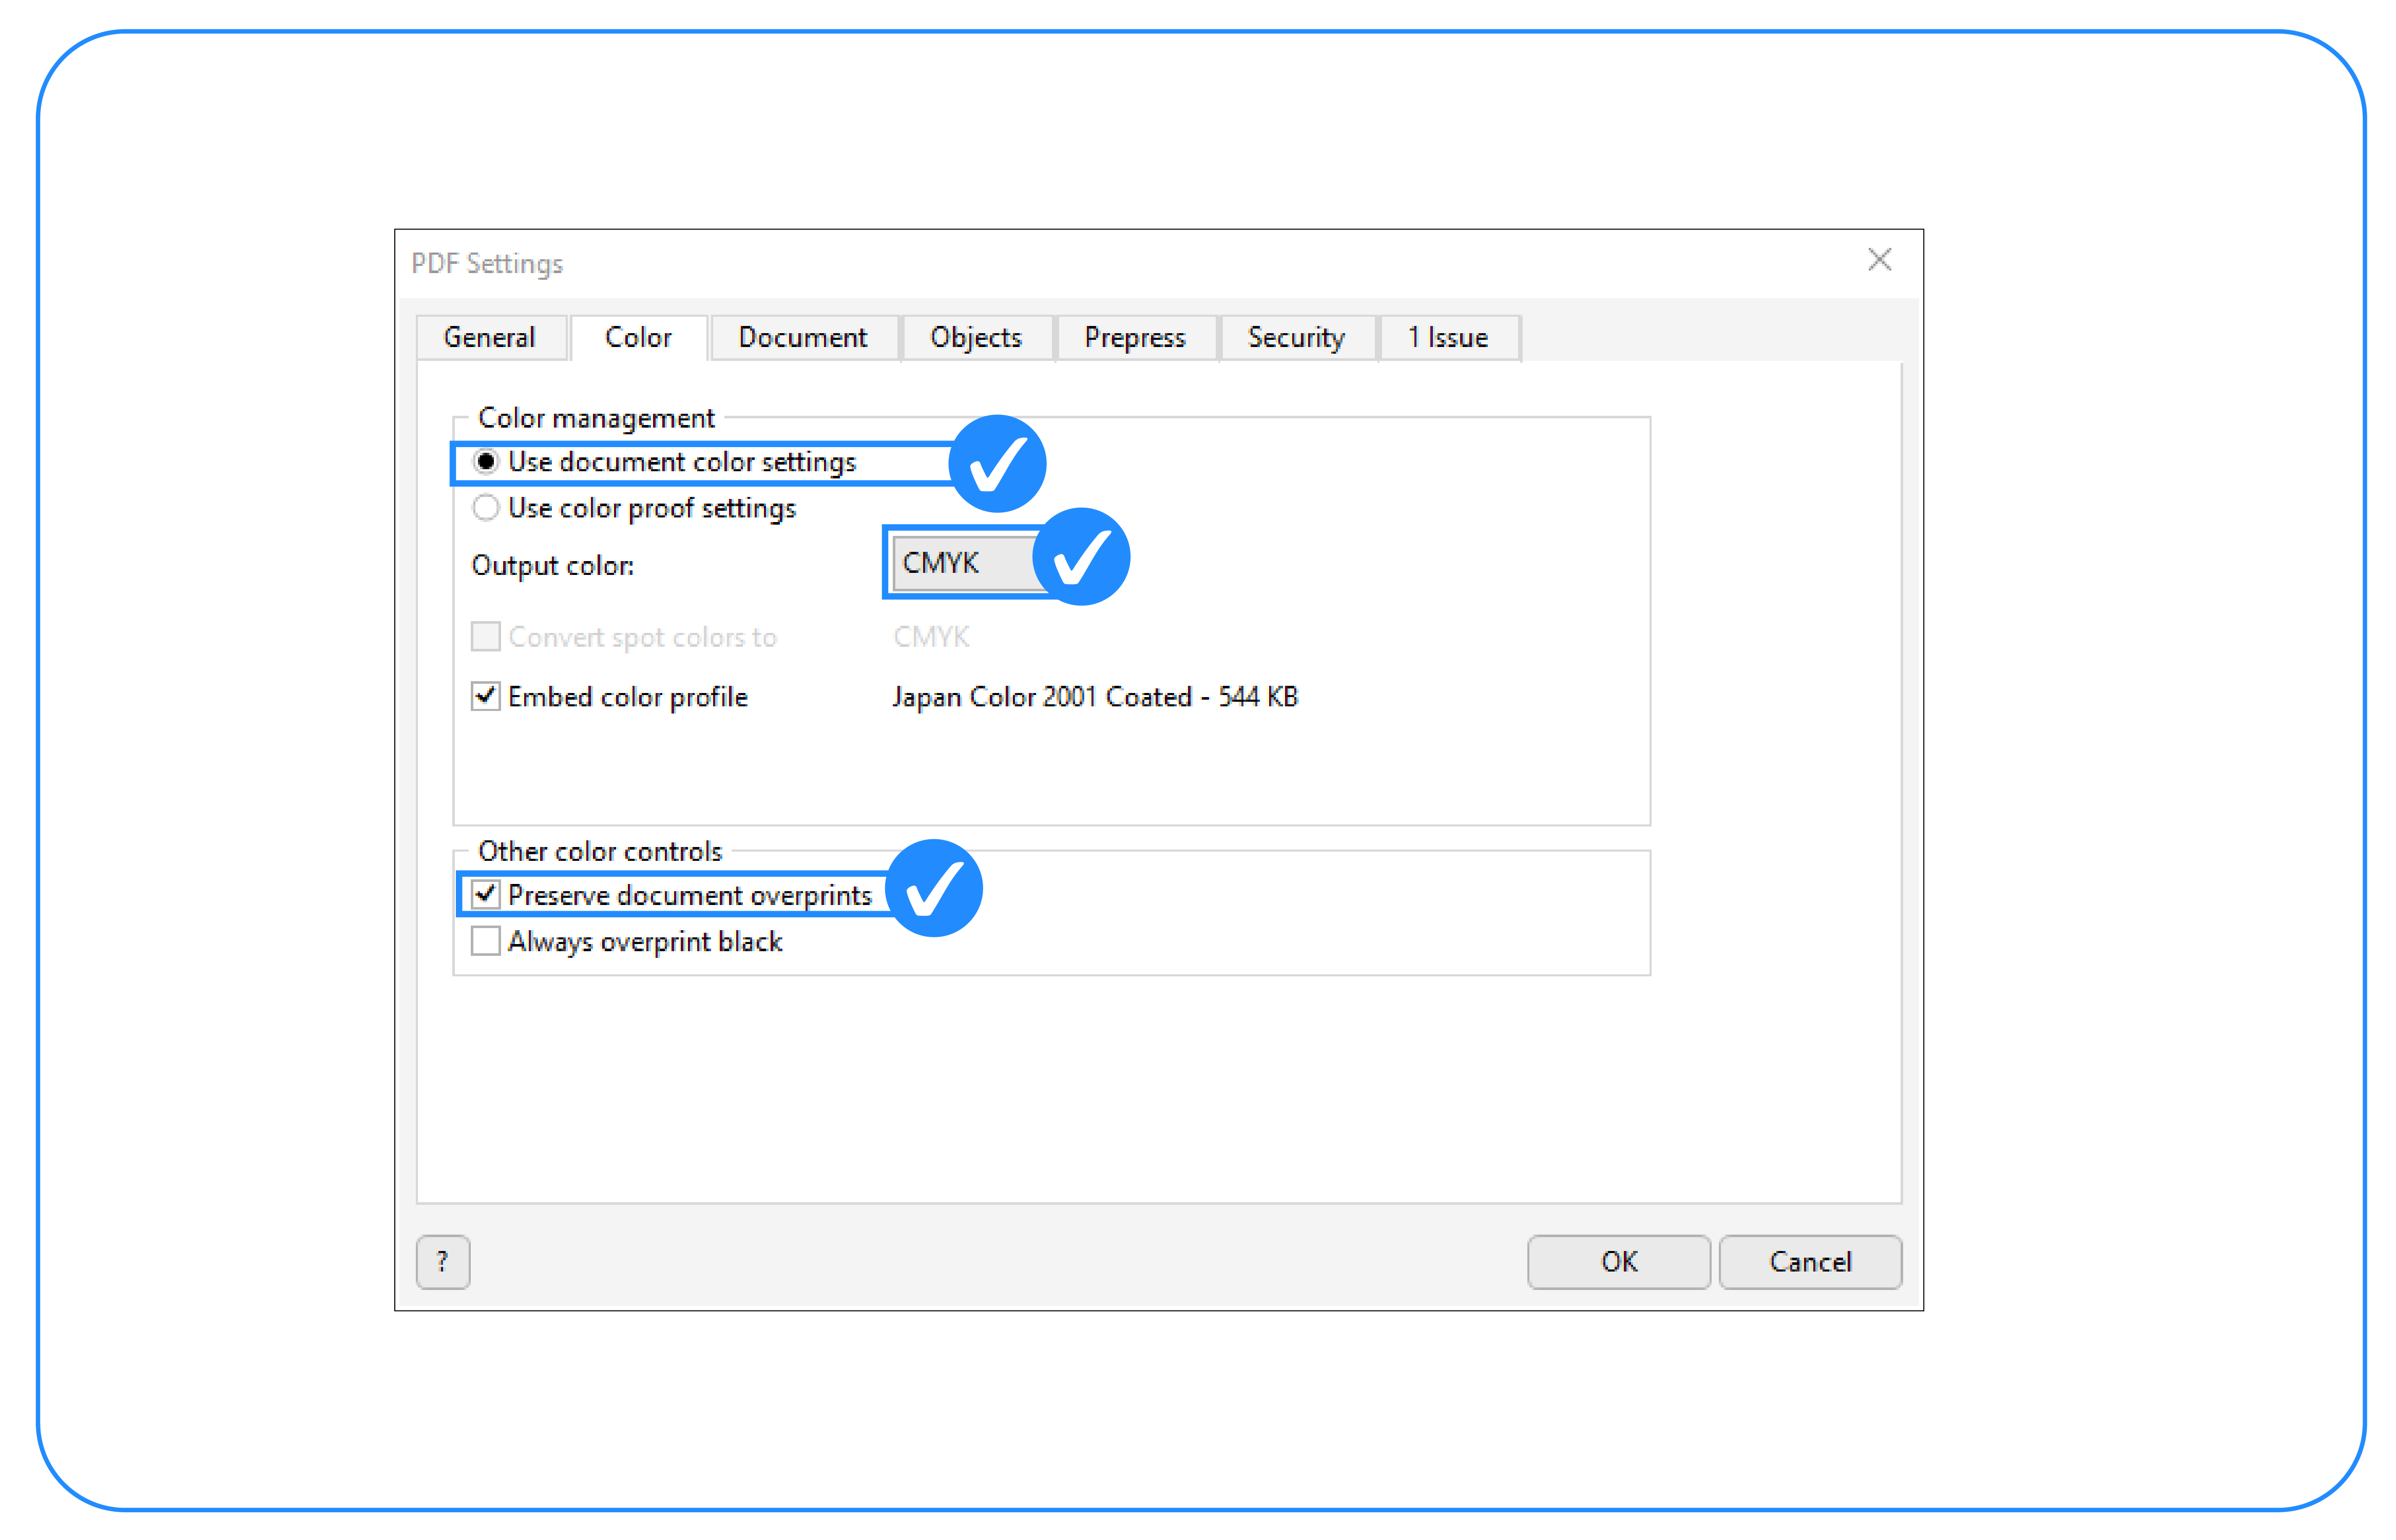 PDF Settings
General Color Document Objects Prepress Security 1 Issue
Color management
Use document color settings
Use color proof settings
Output color: CMYK
Convert spot colors to CMYK
Embed color profile Japan Color 2001 Coated - 544 KB
Other color controls
Preserve document overprints
Always overprint black
? OK Cancel